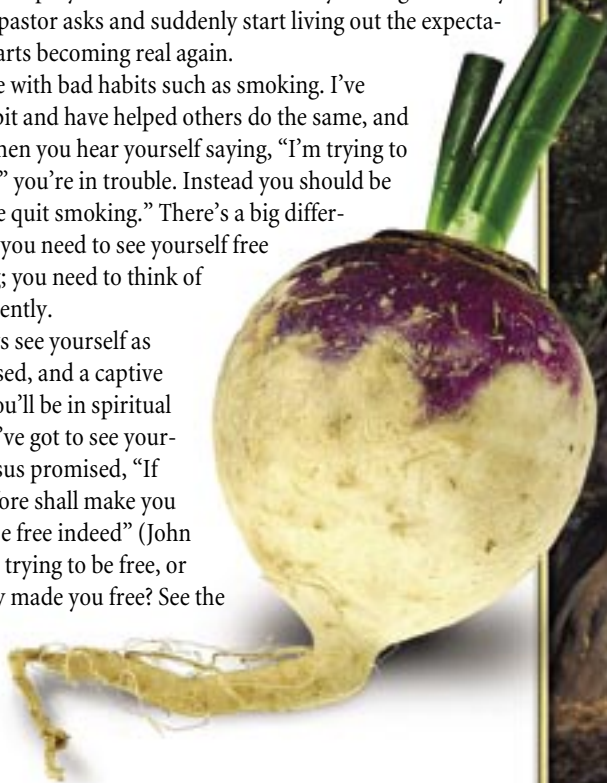 pastor asks and suddenly start living out the expecta-
arts becoming real again.
e with bad habits such as smoking. I've
bit and have helped others do the same, and
hen you hear yourself saying, “I'm trying to
” you're in trouble. Instead you should be
e quit smoking.” There's a big differ-
you need to see yourself free
; you need to think of
ently.
s see yourself as
sed, and a captive
ou'll be in spiritual
've got to see your-
sus promised, “If
ore shall make you
e free indeed” (John
trying to be free, or
y made you free? See the